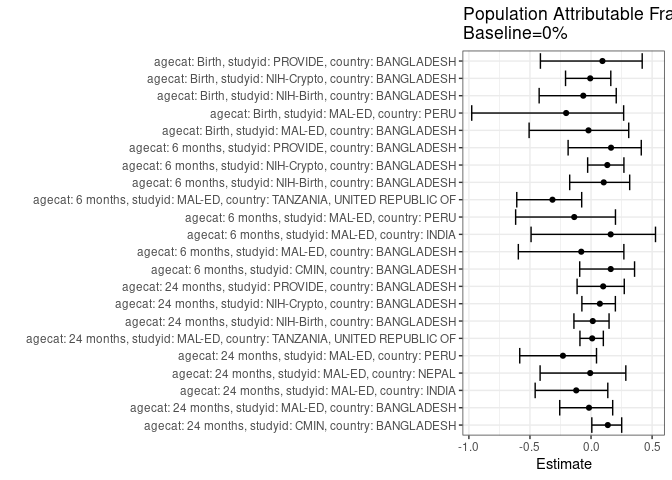 Population Attributable Fra
Baseline=0%
agecat: Birth, studyid: PROVIDE, country: BANGLADESH
agecat: Birth, studyid: NIH-Crypto, country: BANGLADESH
agecat: Birth, studyid: NIH-Birth, country: BANGLADESH
agecat: Birth, studyid: MAL-ED, country: PERU
agecat: Birth, studyid: MAL-ED, country: BANGLADESH
agecat: 6 months, studyid: PROVIDE, country: BANGLADESH
agecat: 6 months, studyid: NIH-Crypto, country: BANGLADESH
agecat: 6 months, studyid: NIH-Birth, country: BANGLADESH
agecat: 6 months, studyid: MAL-ED, country: TANZANIA, UNITED REPUBLIC OF
agecat: 6 months, studyid: MAL-ED, country: PERU
agecat: 6 months, studyid: MAL-ED, country: INDIA
agecat: 6 months, studyid: MAL-ED, country: BANGLADESH
agecat: 6 months, studyid: CMIN, country: BANGLADESH
agecat: 24 months, studyid: PROVIDE, country: BANGLADESH
agecat: 24 months, studyid: NIH-Crypto, country: BANGLADESH
agecat: 24 months, studyid: NIH-Birth, country: BANGLADESH
agecat: 24 months, studyid: MAL-ED, country: TANZANIA, UNITED REPUBLIC OF
agecat: 24 months, studyid: MAL-ED, country: PERU
agecat: 24 months, studyid: MAL-ED, country: NEPAL
agecat: 24 months, studyid: MAL-ED, country: INDIA
agecat: 24 months, studyid: MAL-ED, country: BANGLADESH
agecat: 24 months, studyid: CMIN, country: BANGLADESH
-1.0 -0.5 0.0 0.5
Estimate